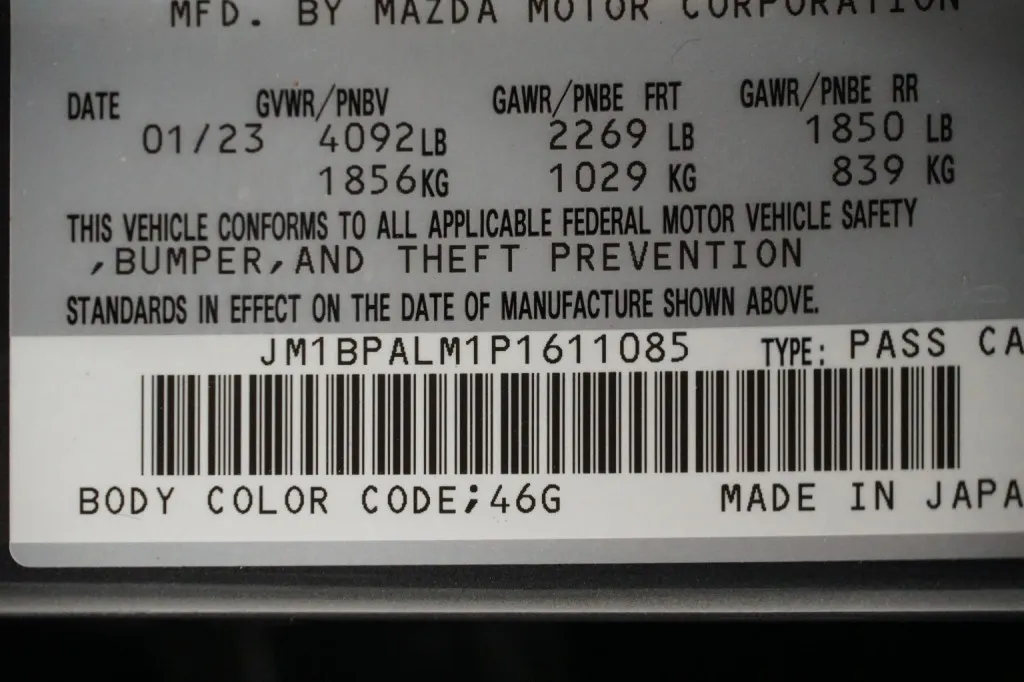 MFD. BY MAZDA MOTOR CORPORATION
DATE GVWR/PNBV GAWR/PNBE FRT GAWR/PNBE RR
01/23 4092LB 2269 LB 1850 LB
1856KG 1029 KG 839 KG
THIS VEHICLE CONFORMS TO ALL APPLICABLE FEDERAL MOTOR VEHICLE SAFETY
,BUMPER,AND THEFT PREVENTION
STANDARDS IN EFFECT ON THE DATE OF MANUFACTURE SHOWN ABOVE.
JM1BPALM1P1611085 TYPE: PASS CA
BODY COLOR CODE;46G MADE IN JAPA